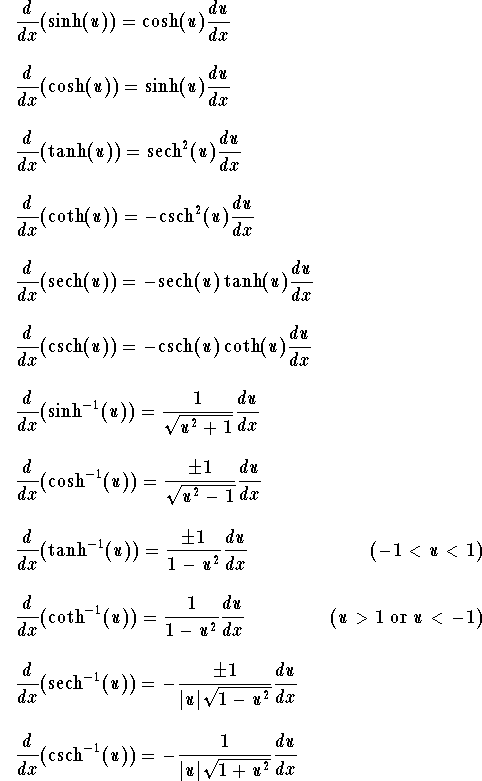 d/dx(sinh(u)) = cosh(u) du/dx
d/dx(cosh(u)) = sinh(u) du/dx
d/dx(tanh(u)) = sech²(u) du/dx
d/dx(coth(u)) = −csch²(u) du/dx
d/dx(sech(u)) = −sech(u) tanh(u) du/dx
d/dx(csch(u)) = −csch(u) coth(u) du/dx
d/dx(sinh⁻¹(u)) = 1/√(u² + 1) du/dx
d/dx(cosh⁻¹(u)) = ±1/√(u² − 1) du/dx
d/dx(tanh⁻¹(u)) = ±1/(1 − u²) du/dx (−1 < u < 1)
d/dx(coth⁻¹(u)) = 1/(1 − u²) du/dx (u > 1 or u < −1)
d/dx(sech⁻¹(u)) = − ±1/(|u|√(1 − u²)) du/dx
d/dx(csch⁻¹(u)) = − 1/(|u|√(1 + u²)) du/dx